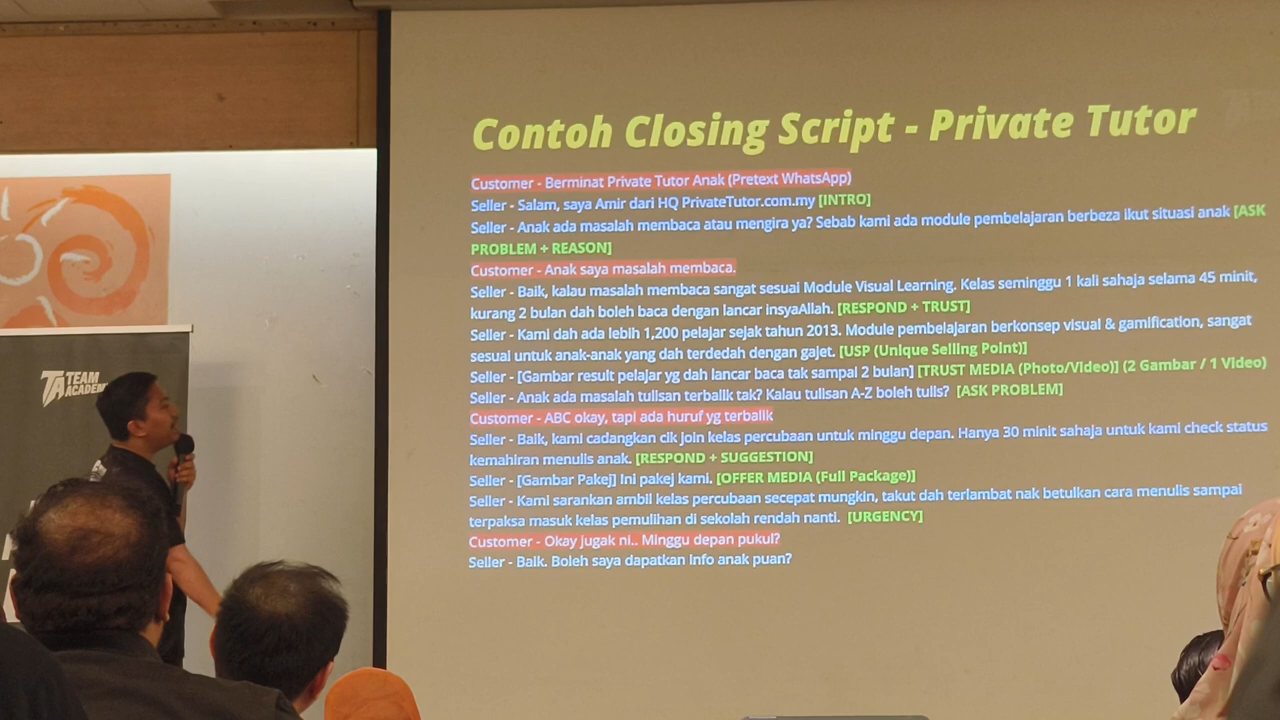 Contoh Closing Script - Private Tutor
Customer - Berminat Private Tutor Anak (Pretext WhatsApp)
Seller - Salam, saya Amir dari HQ PrivateTutor.com.my [INTRO]
Seller - Anak ada masalah membaca atau mengira ya? Sebab kami ada module pembelajaran berbeza ikut situasi anak [ASK
PROBLEM + REASON]
Customer - Anak saya masalah membaca.
Seller - Baik, kalau masalah membaca sangat sesuai Module Visual Learning. Kelas seminggu 1 kali sahaja selama 45 minit,
kurang 2 bulan dah boleh baca dengan lancar insyaAllah. [RESPOND + TRUST]
Seller - Kami dah ada lebih 1,200 pelajar sejak tahun 2013. Module pembelajaran berkonsep visual & gamification, sangat
sesuai untuk anak-anak yang dah terdedah dengan gajet. [USP (Unique Selling Point)]
Seller - [Gambar result pelajar yg dah lancar baca tak sampai 2 bulan] [TRUST MEDIA (Photo/Video)] (2 Gambar / 1 Video)
Seller - Anak ada masalah tulisan terbalik tak? Kalau tulisan A-Z boleh tulis? [ASK PROBLEM]
Customer - ABC okay, tapi ada huruf yg terbalik
Seller - Baik, kami cadangkan cik join kelas percubaan untuk minggu depan. Hanya 30 minit sahaja untuk kami check status
kemahiran menulis anak. [RESPOND + SUGGESTION]
Seller - [Gambar Pakej] Ini pakej kami. [OFFER MEDIA (Full Package)]
Seller - Kami sarankan ambil kelas percubaan secepat mungkin, takut dah terlambat nak betulkan cara menulis sampai
terpaksa masuk kelas pemulihan di sekolah rendah nanti. [URGENCY]
Customer - Okay jugak ni.. Minggu depan pukul?
Seller - Baik. Boleh saya dapatkan info anak puan?
TA TEAM